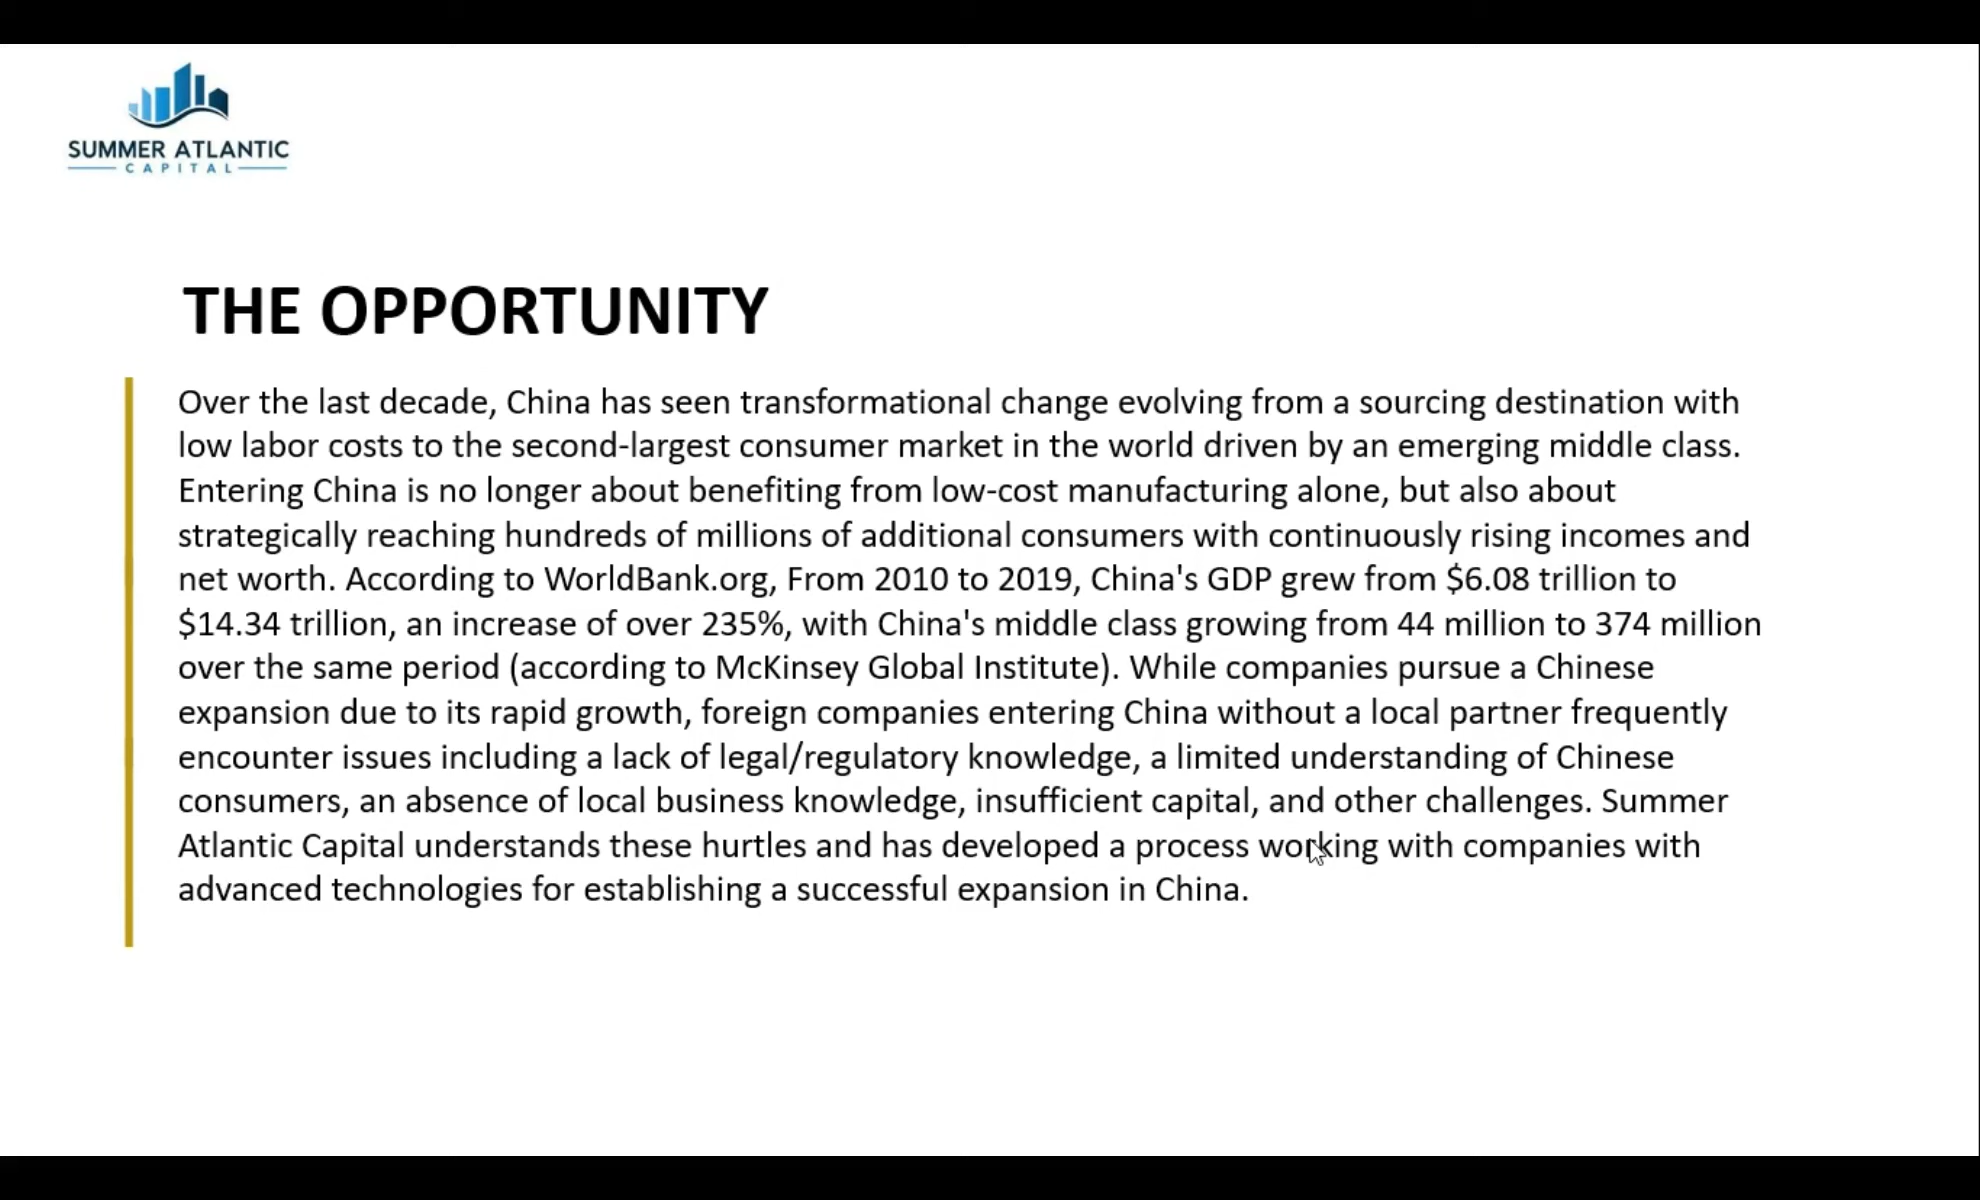 SUMMER ATLANTIC
CAPITAL
THE OPPORTUNITY
Over the last decade, China has seen transformational change evolving from a sourcing destination with
low labor costs to the second-largest consumer market in the world driven by an emerging middle class.
Entering China is no longer about benefiting from low-cost manufacturing alone, but also about
strategically reaching hundreds of millions of additional consumers with continuously rising incomes and
net worth. According to WorldBank.org, From 2010 to 2019, China's GDP grew from $6.08 trillion to
$14.34 trillion, an increase of over 235%, with China's middle class growing from 44 million to 374 million
over the same period (according to McKinsey Global Institute). While companies pursue a Chinese
expansion due to its rapid growth, foreign companies entering China without a local partner frequently
encounter issues including a lack of legal/regulatory knowledge, a limited understanding of Chinese
consumers, an absence of local business knowledge, insufficient capital, and other challenges. Summer
Atlantic Capital understands these hurtles and has developed a process working with companies with
advanced technologies for establishing a successful expansion in China.